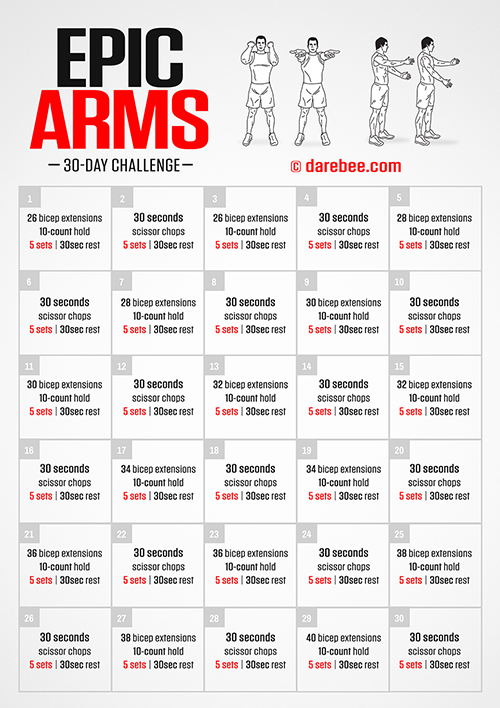 EPIC
ARMS
– 30-DAY CHALLENGE –
© darebee.com
1
26 bicep extensions
10-count hold
5 sets | 30sec rest
2
30 seconds
scissor chops
5 sets | 30sec rest
3
26 bicep extensions
10-count hold
5 sets | 30sec rest
4
30 seconds
scissor chops
5 sets | 30sec rest
5
28 bicep extensions
10-count hold
5 sets | 30sec rest
6
30 seconds
scissor chops
5 sets | 30sec rest
7
28 bicep extensions
10-count hold
5 sets | 30sec rest
8
30 seconds
scissor chops
5 sets | 30sec rest
9
30 bicep extensions
10-count hold
5 sets | 30sec rest
10
30 seconds
scissor chops
5 sets | 30sec rest
11
30 bicep extensions
10-count hold
5 sets | 30sec rest
12
30 seconds
scissor chops
5 sets | 30sec rest
13
32 bicep extensions
10-count hold
5 sets | 30sec rest
14
30 seconds
scissor chops
5 sets | 30sec rest
15
32 bicep extensions
10-count hold
5 sets | 30sec rest
16
30 seconds
scissor chops
5 sets | 30sec rest
17
34 bicep extensions
10-count hold
5 sets | 30sec rest
18
30 seconds
scissor chops
5 sets | 30sec rest
19
34 bicep extensions
10-count hold
5 sets | 30sec rest
20
30 seconds
scissor chops
5 sets | 30sec rest
21
36 bicep extensions
10-count hold
5 sets | 30sec rest
22
30 seconds
scissor chops
5 sets | 30sec rest
23
36 bicep extensions
10-count hold
5 sets | 30sec rest
24
30 seconds
scissor chops
5 sets | 30sec rest
25
38 bicep extensions
10-count hold
5 sets | 30sec rest
26
30 seconds
scissor chops
5 sets | 30sec rest
27
38 bicep extensions
10-count hold
5 sets | 30sec rest
28
30 seconds
scissor chops
5 sets | 30sec rest
29
40 bicep extensions
10-count hold
5 sets | 30sec rest
30
30 seconds
scissor chops
5 sets | 30sec rest